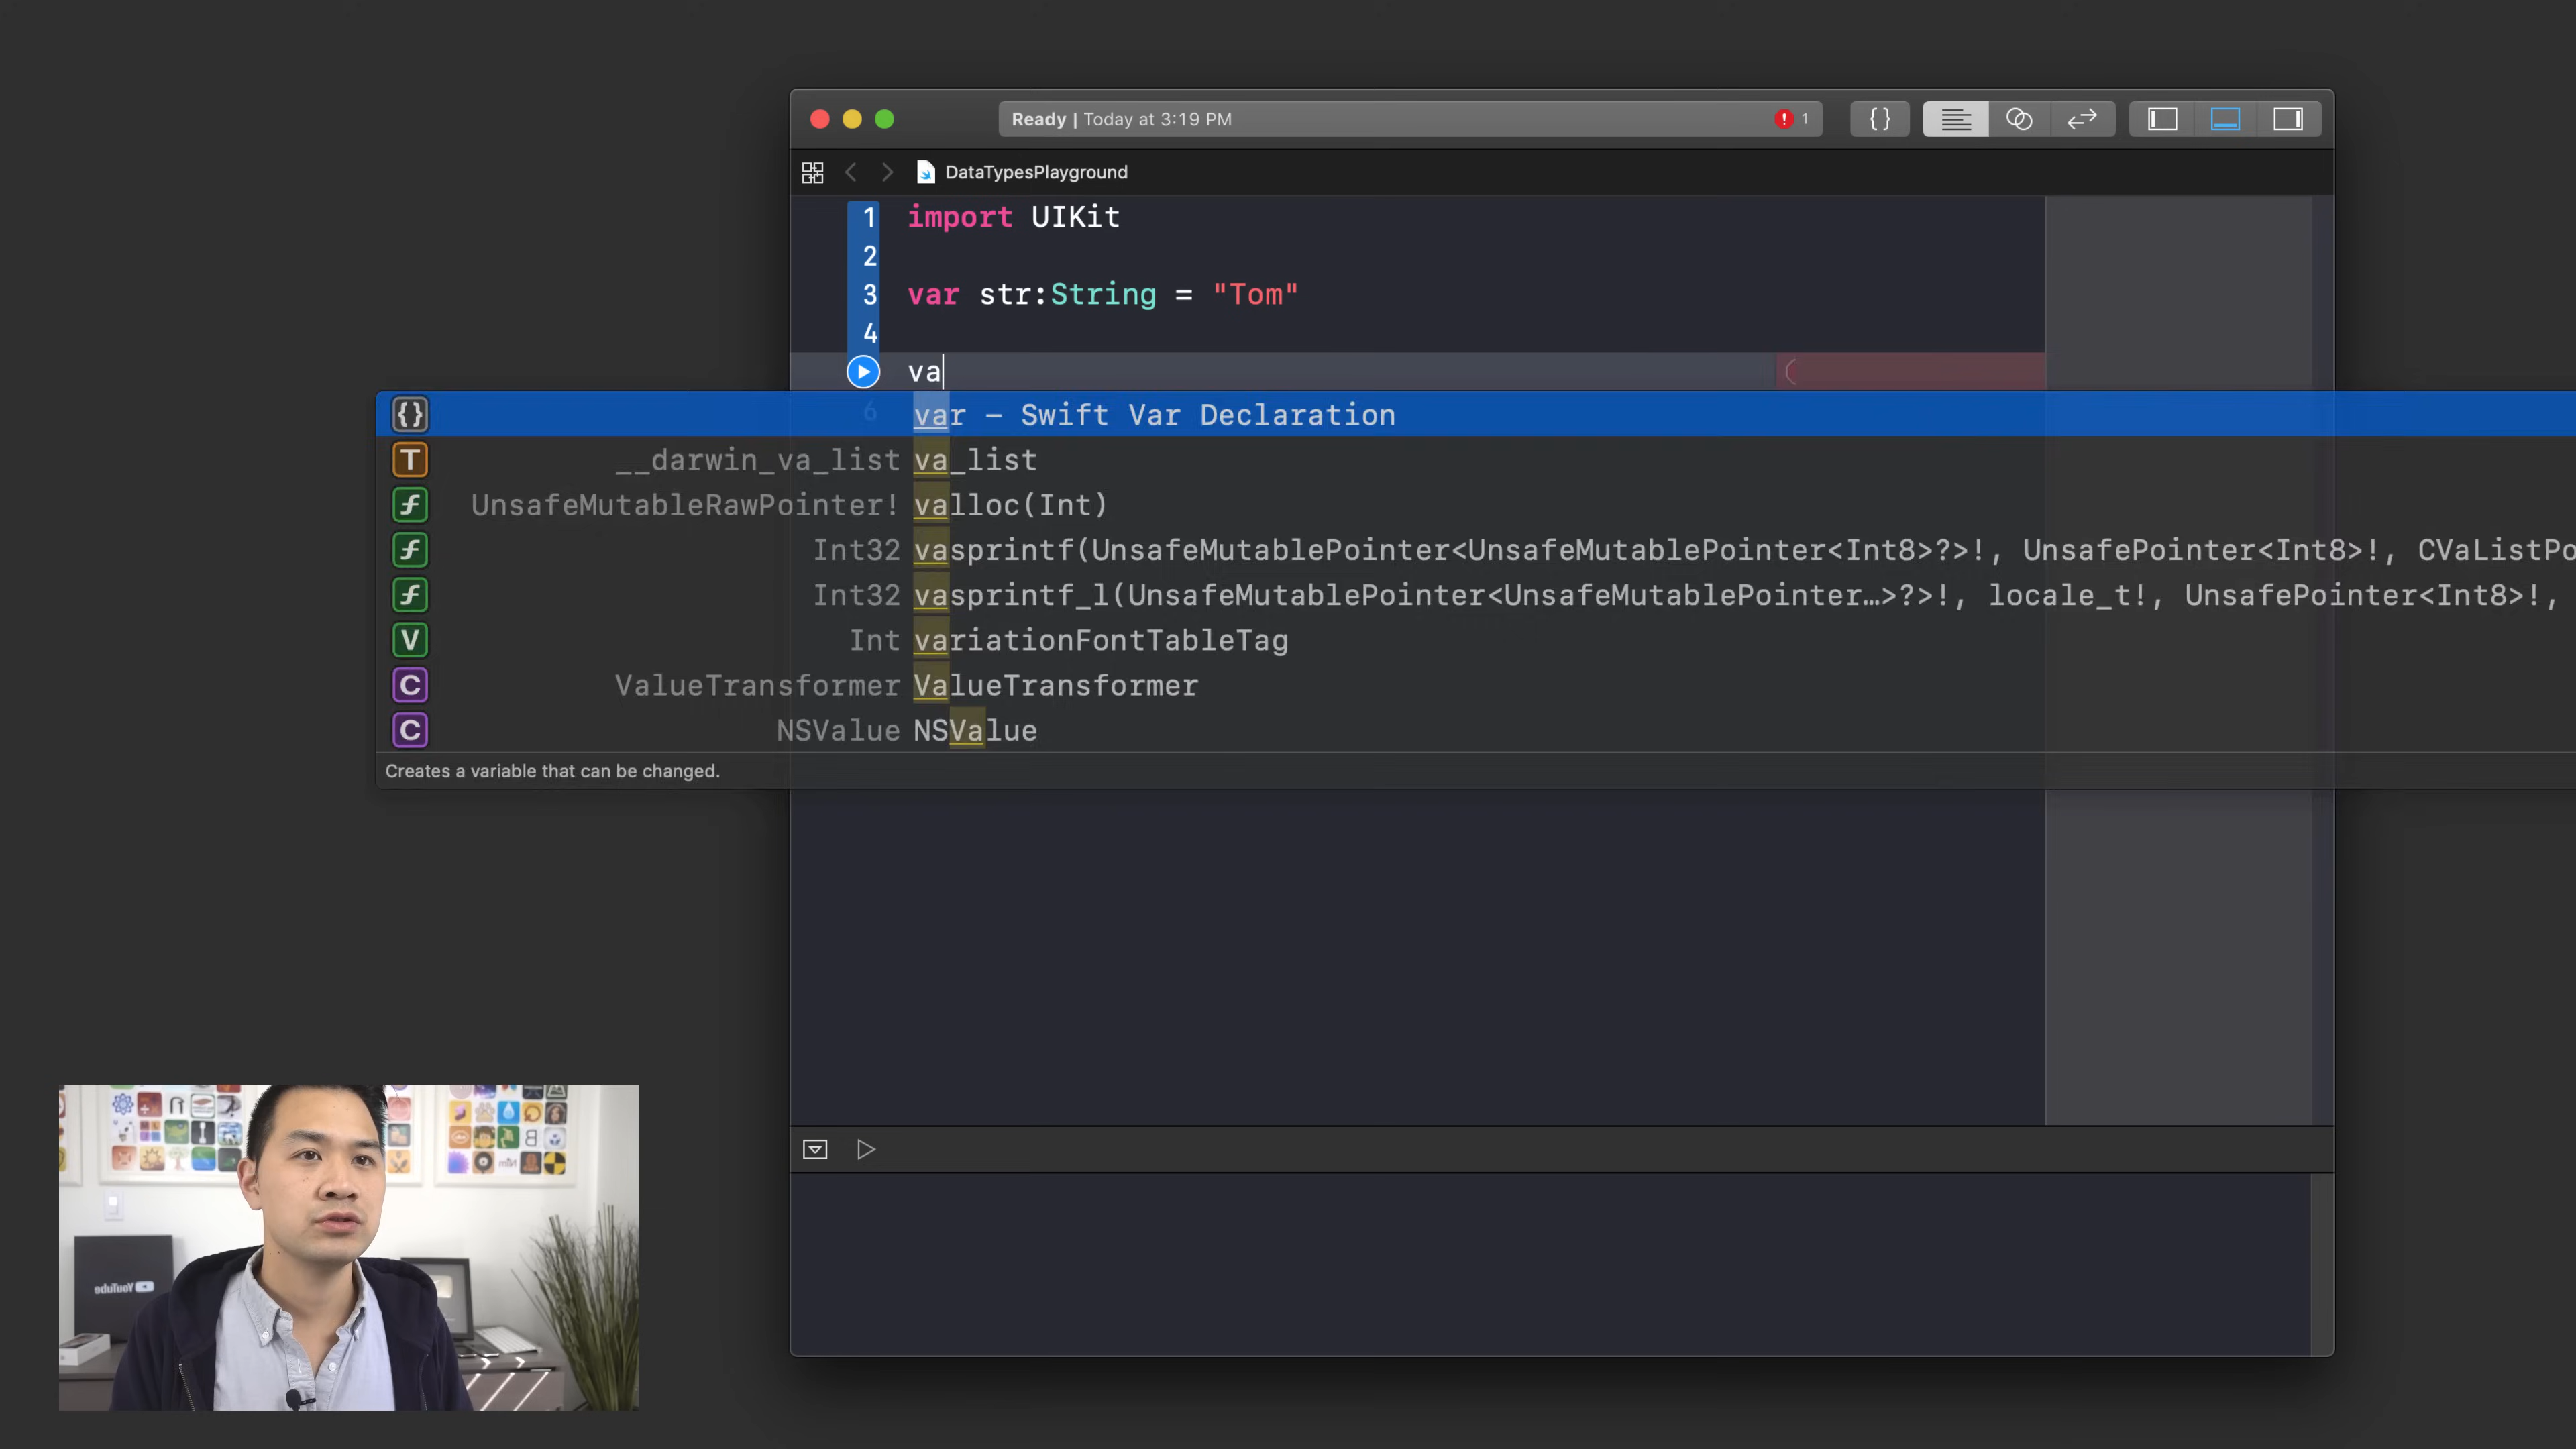 Ready | Today at 3:19 PM
1
{}
DataTypesPlayground
1 import UIKit
2
3 var str:String = "Tom"
4
va
6
{} var – Swift Var Declaration
T __darwin_va_list va_list
f UnsafeMutableRawPointer! valloc(Int)
f Int32 vasprintf(UnsafeMutablePointer<UnsafeMutablePointer<Int8>?>!, UnsafePointer<Int8>!, CVaListPo
f Int32 vasprintf_l(UnsafeMutablePointer<UnsafeMutablePointer…>?>!, locale_t!, UnsafePointer<Int8>!,
V Int variationFontTableTag
C ValueTransformer ValueTransformer
C NSValue NSValue
Creates a variable that can be changed.
YouTube